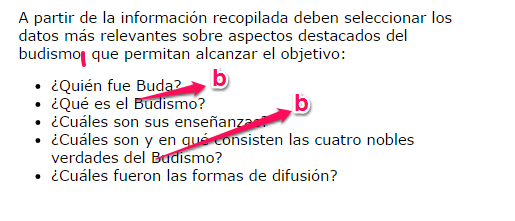 A partir de la información recopilada deben seleccionar los
datos más relevantes sobre aspectos destacados del
budismo, que permitan alcanzar el objetivo:
• ¿Quién fue Buda? b
• ¿Qué es el Budismo?
b
• ¿Cuáles son sus enseñanzas?
• ¿Cuáles son y en qué consisten las cuatro nobles
verdades del Budismo?
• ¿Cuáles fueron las formas de difusión?